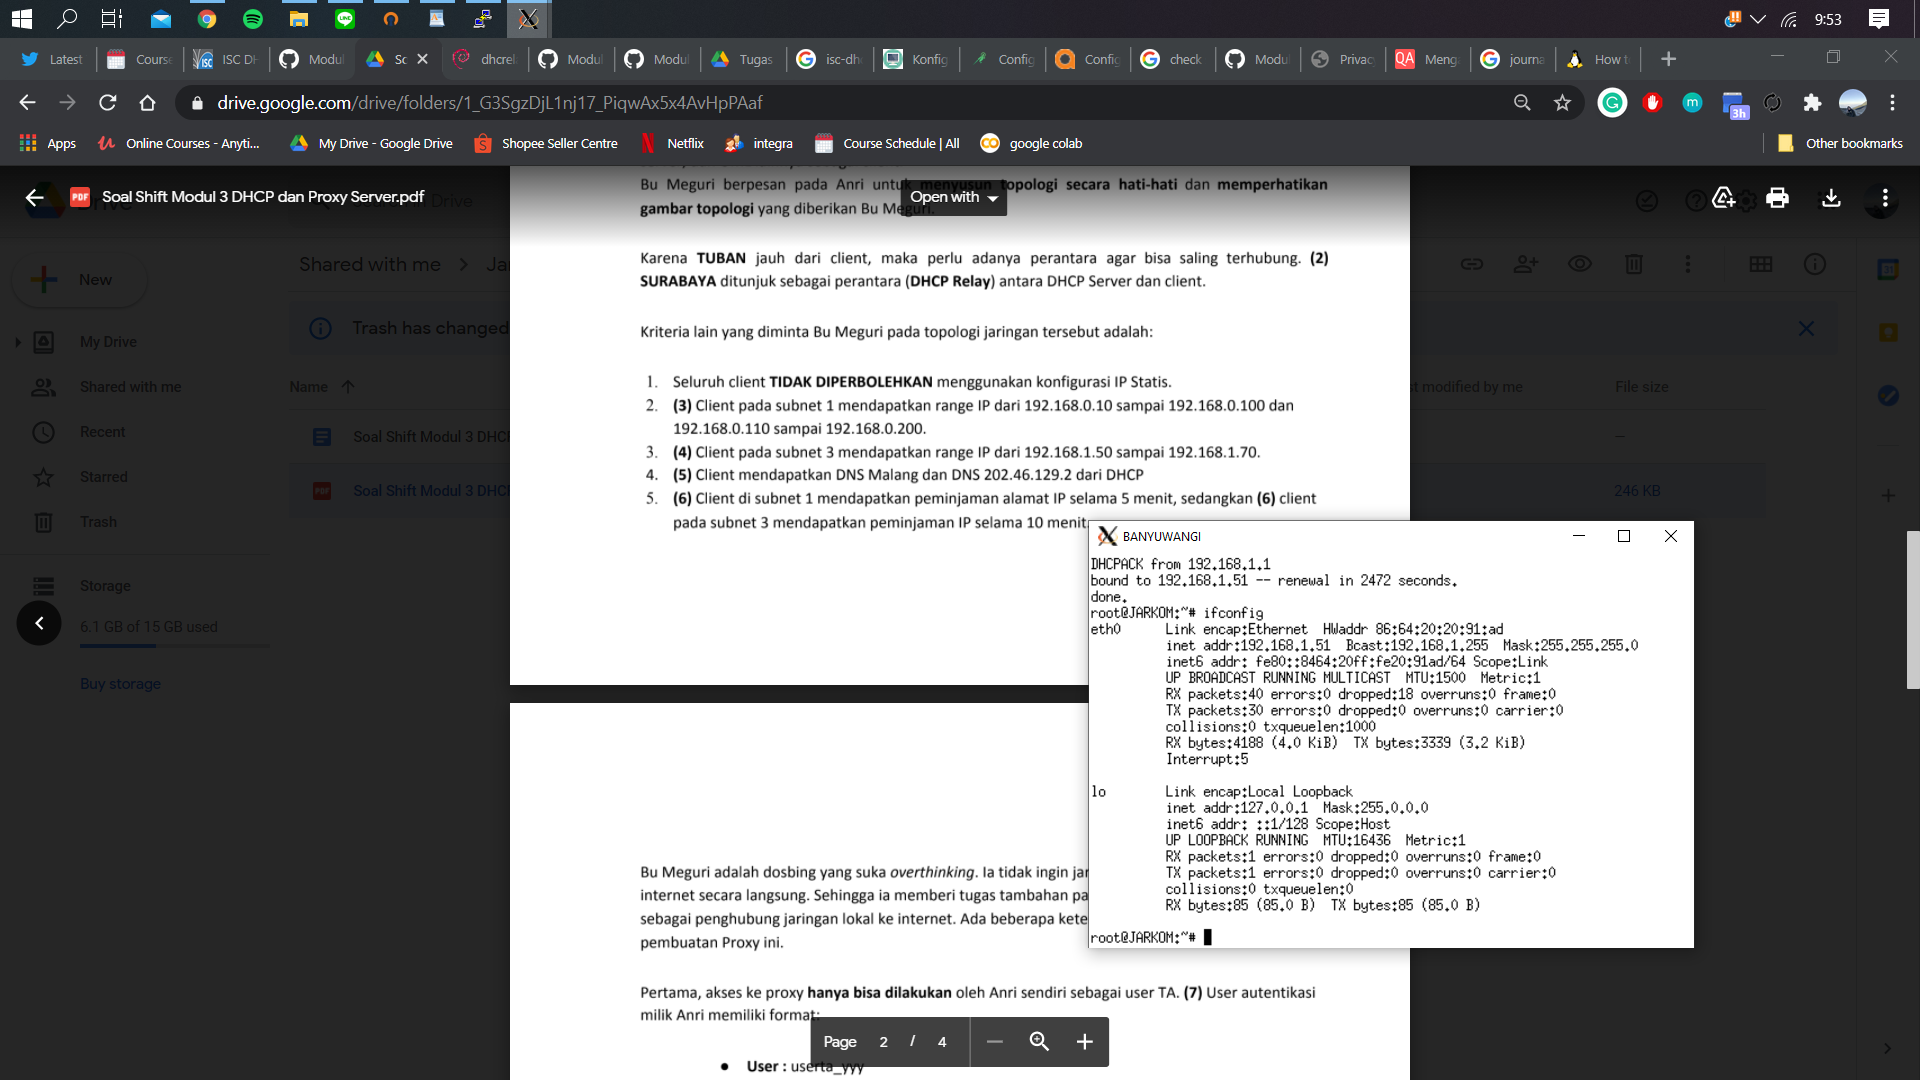 9:53
Latest
Course
ISC DH
Modul
Sc
dhcrel
Modul
Modul
Tugas
isc-dhc
Konfig
Config
Config
check
Modul
Privac
Meng
journa
How t
drive.google.com/drive/folders/1_G3SgzDjL1nj17_PiqwAx5x4AvHpPAaf
3h
Apps
Online Courses - Anyti...
My Drive - Google Drive
Shopee Seller Centre
Netflix
integra
Course Schedule | All
google colab
Other bookmarks
PDF Soal Shift Modul 3 DHCP dan Proxy Server.pdf
Open with
New
My Drive
Shared with me
Recent
Starred
Trash
Storage
6.1 GB of 15 GB used
Buy storage
Shared with me > Jar
Trash has changed
Name
Soal Shift Modul 3 DHC
Soal Shift Modul 3 DHC
st modified by me
File size
—
246 KB
Bu Meguri berpesan pada Anri untuk menyusun topologi secara hati-hati dan memperhatikan
gambar topologi yang diberikan Bu Meguri.
Karena TUBAN jauh dari client, maka perlu adanya perantara agar bisa saling terhubung. (2)
SURABAYA ditunjuk sebagai perantara (DHCP Relay) antara DHCP Server dan client.
Kriteria lain yang diminta Bu Meguri pada topologi jaringan tersebut adalah:
1. Seluruh client TIDAK DIPERBOLEHKAN menggunakan konfigurasi IP Statis.
2. (3) Client pada subnet 1 mendapatkan range IP dari 192.168.0.10 sampai 192.168.0.100 dan
192.168.0.110 sampai 192.168.0.200.
3. (4) Client pada subnet 3 mendapatkan range IP dari 192.168.1.50 sampai 192.168.1.70.
4. (5) Client mendapatkan DNS Malang dan DNS 202.46.129.2 dari DHCP
5. (6) Client di subnet 1 mendapatkan peminjaman alamat IP selama 5 menit, sedangkan (6) client
pada subnet 3 mendapatkan peminjaman IP selama 10 menit.
Bu Meguri adalah dosbing yang suka overthinking. Ia tidak ingin jar
internet secara langsung. Sehingga ia memberi tugas tambahan pa
sebagai penghubung jaringan lokal ke internet. Ada beberapa kete
pembuatan Proxy ini.
Pertama, akses ke proxy hanya bisa dilakukan oleh Anri sendiri sebagai user TA. (7) User autentikasi
milik Anri memiliki format:
● User : userta_yyy
Page 2 / 4
BANYUWANGI
DHCPACK from 192.168.1.1
bound to 192.168.1.51 -- renewal in 2472 seconds.
done.
root@JARKOM:~# ifconfig
eth0 Link encap:Ethernet HWaddr 86:64:20:20:91:ad
inet addr:192.168.1.51 Bcast:192.168.1.255 Mask:255.255.255.0
inet6 addr: fe80::8464:20ff:fe20:91ad/64 Scope:Link
UP BROADCAST RUNNING MULTICAST MTU:1500 Metric:1
RX packets:40 errors:0 dropped:18 overruns:0 frame:0
TX packets:30 errors:0 dropped:0 overruns:0 carrier:0
collisions:0 txqueuelen:1000
RX bytes:4188 (4.0 KiB) TX bytes:3339 (3.2 KiB)
Interrupt:5
lo Link encap:Local Loopback
inet addr:127.0.0.1 Mask:255.0.0.0
inet6 addr: ::1/128 Scope:Host
UP LOOPBACK RUNNING MTU:16436 Metric:1
RX packets:1 errors:0 dropped:0 overruns:0 frame:0
TX packets:1 errors:0 dropped:0 overruns:0 carrier:0
collisions:0 txqueuelen:0
RX bytes:85 (85.0 B) TX bytes:85 (85.0 B)
root@JARKOM:~#